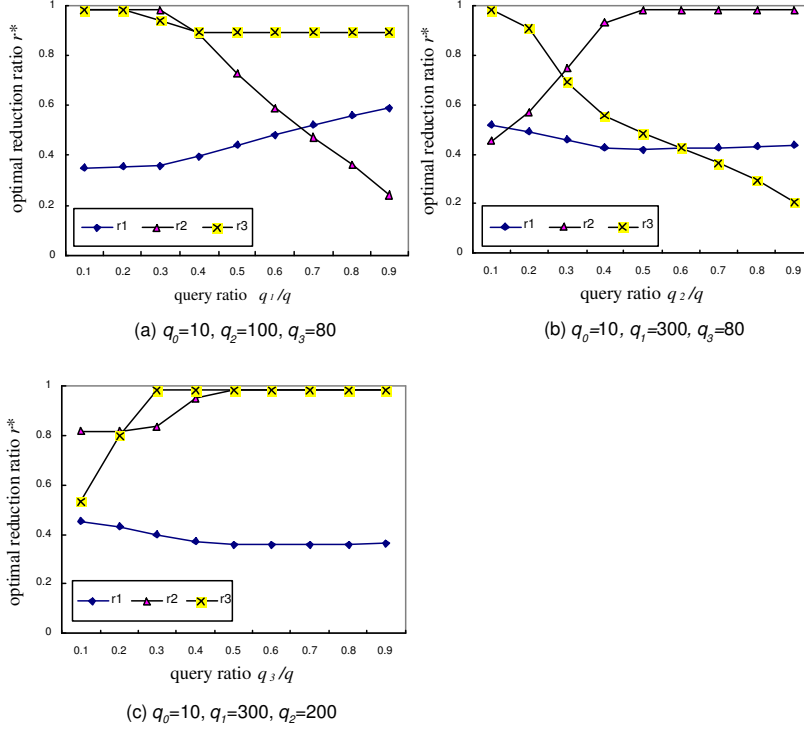 optimal reduction ratio r*
1
0.8
0.6
0.4
0.2
0
r1 r2 r3
0.1 0.2 0.3 0.4 0.5 0.6 0.7 0.8 0.9
query ratio q1/q
(a) q0=10, q2=100, q3=80
optimal reduction ratio r*
1
0.8
0.6
0.4
0.2
0
r1 r2 r3
0.1 0.2 0.3 0.4 0.5 0.6 0.7 0.8 0.9
query ratio q2/q
(b) q0=10, q1=300, q3=80
optimal reduction ratio r*
1
0.8
0.6
0.4
0.2
0
r1 r2 r3
0.1 0.2 0.3 0.4 0.5 0.6 0.7 0.8 0.9
query ratio q3/q
(c) q0=10, q1=300, q2=200